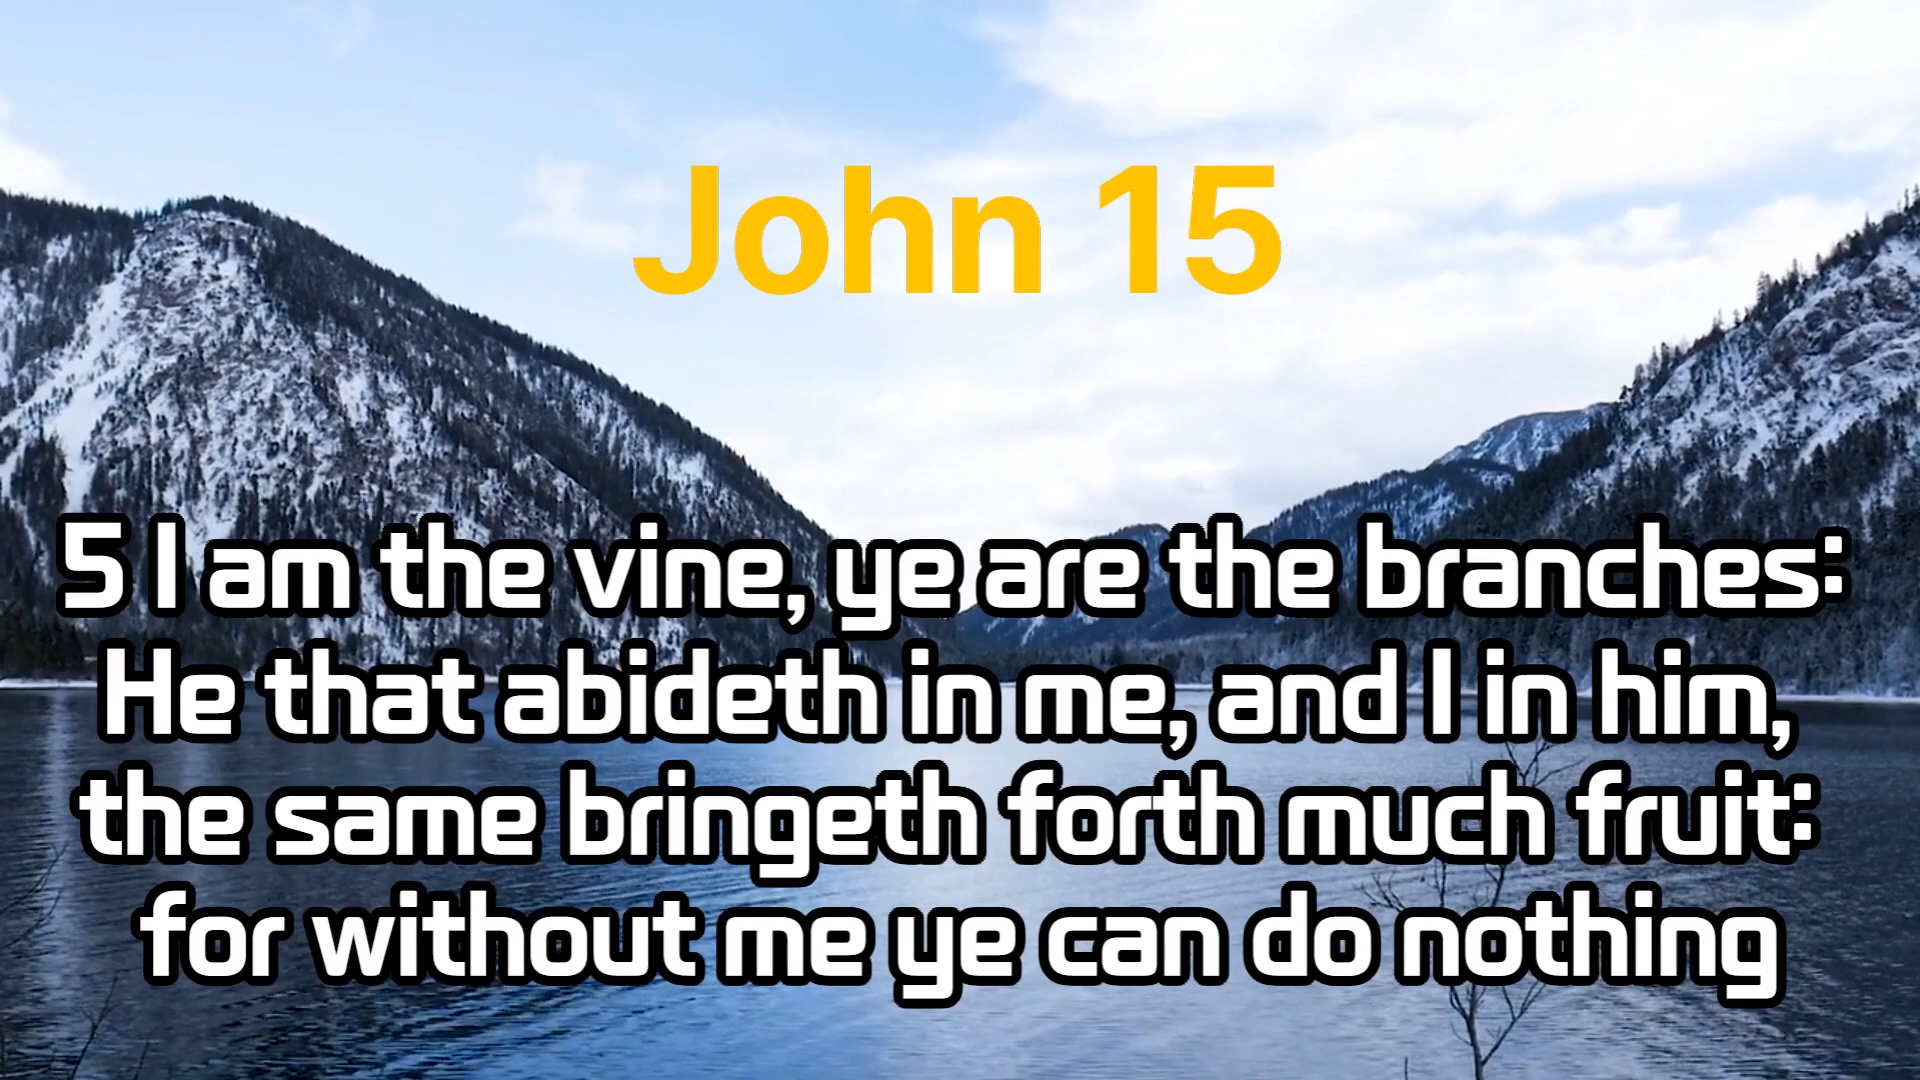 John 15
5 I am the vine, ye are the branches:
He that abideth in me, and I in him,
the same bringeth forth much fruit:
for without me ye can do nothing